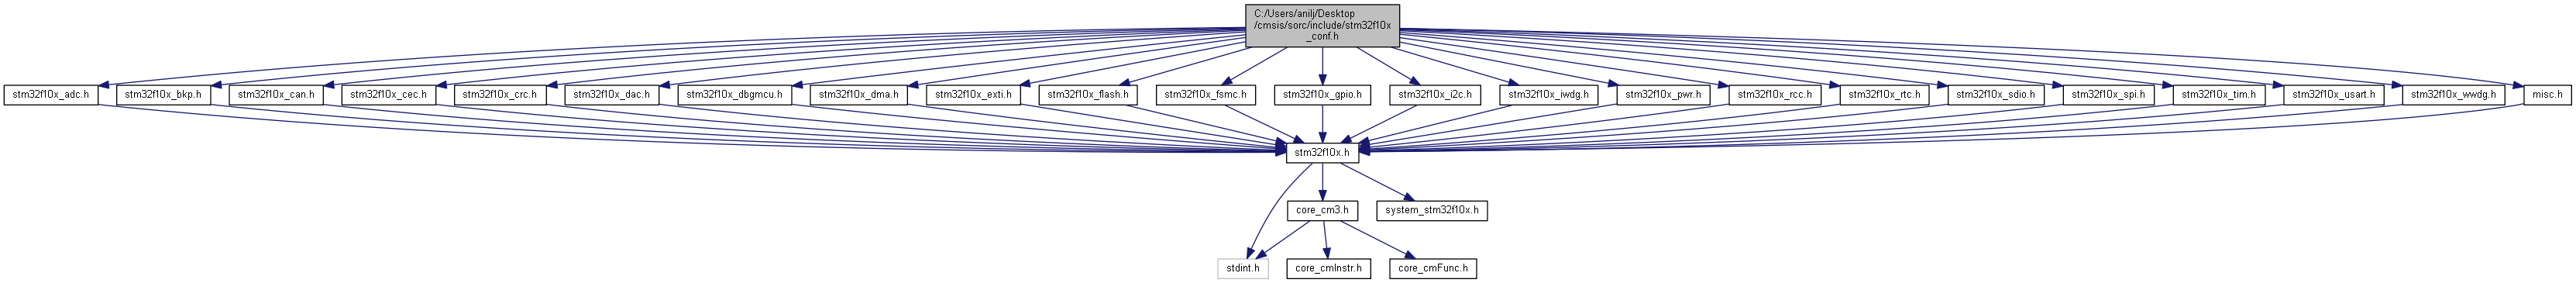 C:/Users/anilj/Desktop
/cmsis/sorc/include/stm32f10x
_conf.h
stm32f10x_adc.h
stm32f10x_bkp.h
stm32f10x_can.h
stm32f10x_cec.h
stm32f10x_crc.h
stm32f10x_dac.h
stm32f10x_dbgmcu.h
stm32f10x_dma.h
stm32f10x_exti.h
stm32f10x_flash.h
stm32f10x_fsmc.h
stm32f10x_gpio.h
stm32f10x_i2c.h
stm32f10x_iwdg.h
stm32f10x_pwr.h
stm32f10x_rcc.h
stm32f10x_rtc.h
stm32f10x_sdio.h
stm32f10x_spi.h
stm32f10x_tim.h
stm32f10x_usart.h
stm32f10x_wwdg.h
misc.h
stm32f10x.h
core_cm3.h
system_stm32f10x.h
stdint.h
core_cmInstr.h
core_cmFunc.h